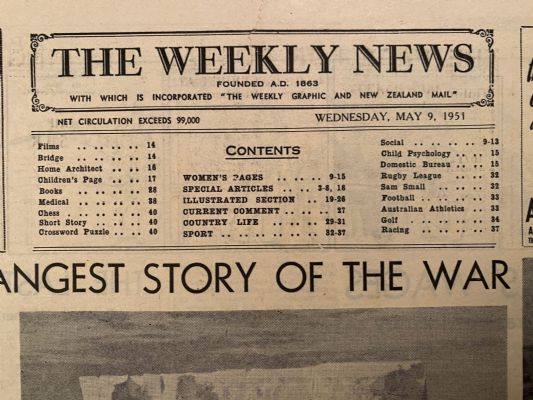 THE WEEKLY NEWS
FOUNDED A.D. 1863
WITH WHICH IS INCORPORATED "THE WEEKLY GRAPHIC AND NEW ZEALAND MAIL"
NET CIRCULATION EXCEEDS 99,000
WEDNESDAY, MAY 9, 1951
Films .. .. .. .. 14
Bridge .. .. .. .. 14
Home Architect .. .. 16
Children's Page .. .. 17
Books .. .. .. .. 28
Medical .. .. .. .. 38
Chess .. .. .. .. 40
Short Story .. .. .. 40
Crossword Puzzle .. .. 40
CONTENTS
WOMEN'S PAGES .. .. .. 9-15
SPECIAL ARTICLES .. .. 3-8, 16
ILLUSTRATED SECTION .. 19-26
CURRENT COMMENT .. .. 27
COUNTRY LIFE .. .. .. 29-31
SPORT .. .. .. .. .. 32-37
Social .. .. .. .. 9-13
Child Psychology .. .. 15
Domestic Bureau .. .. 15
Rugby League .. .. 32
Sam Small .. .. .. 32
Football .. .. .. .. 33
Australian Athletics .. 33
Golf .. .. .. .. 34
Racing .. .. .. .. 37
ANGEST STORY OF THE WAR